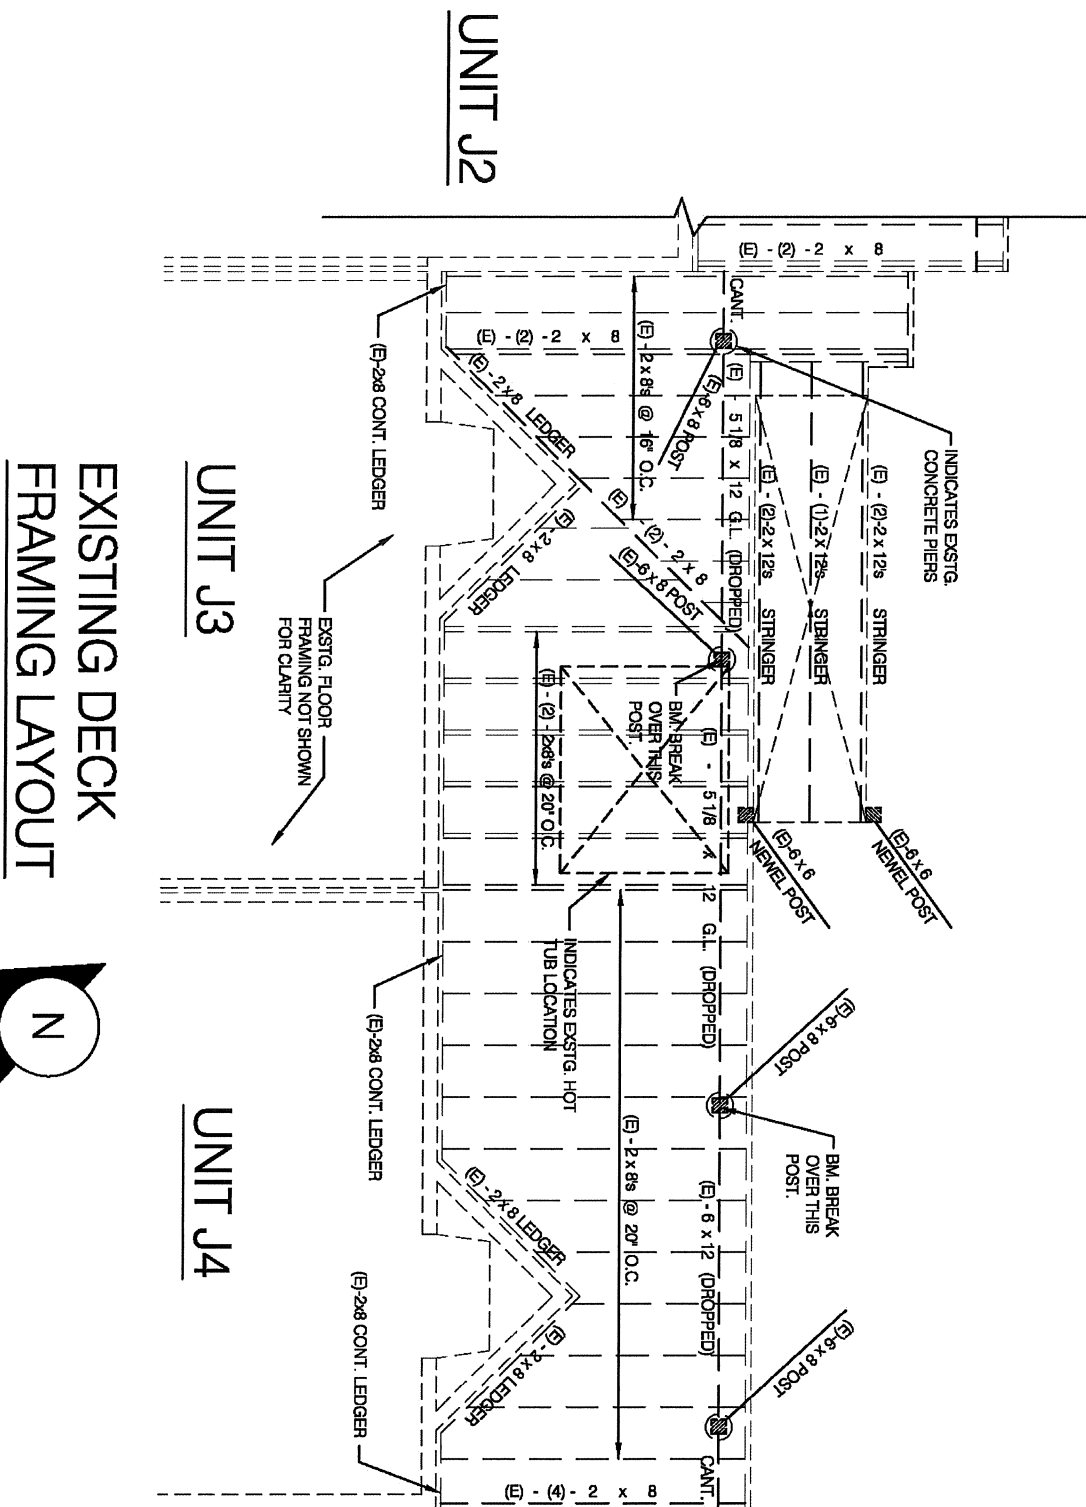 UNIT J2
(E) - (2) - 2 x 8
CANT.
(E) - (2) - 2 x 8
(E) - 2 x 8's @ 16" O.C.
(E)-2x8 CONT. LEDGER
(E) - 2 x 8 LEDGER
(E)-6 x 8 POST
(E) - 5 1/8 x 12 G.L. (DROPPED)
INDICATES EXSTG.
CONCRETE PIERS
(E) - (2)-2 x 12's STRINGER
(E) - (1)-2 x 12's STRINGER
(E) - (2)-2 x 12's STRINGER
(E) - (2) - 2 x 8
(E)-6 x 8 POST
(E) - 2 x 8 LEDGER
UNIT J3
EXSTG. FLOOR
FRAMING NOT SHOWN
FOR CLARITY
(E) - (2) - 2x8's @ 20" O.C.
BM. BREAK
OVER THIS
POST.
(E) - 5 1/8 x 12 G.L. (DROPPED)
(E)-6 x 6
NEWEL POST
(E)-6 x 6
NEWEL POST
INDICATES EXSTG. HOT
TUB LOCATION
(E)-2x8 CONT. LEDGER
(E)-6 x 8 POST
BM. BREAK
OVER THIS
POST.
(E) - 2 x 8's @ 20" O.C.
(E) - 6 x 12 (DROPPED)
(E) - 2 x 8 LEDGER
(E) - 2 x 8 LEDGER
(E)-6 x 8 POST
UNIT J4
(E)-2x8 CONT. LEDGER
CANT.
(E) - (4) - 2 x 8
EXISTING DECK
FRAMING LAYOUT
N